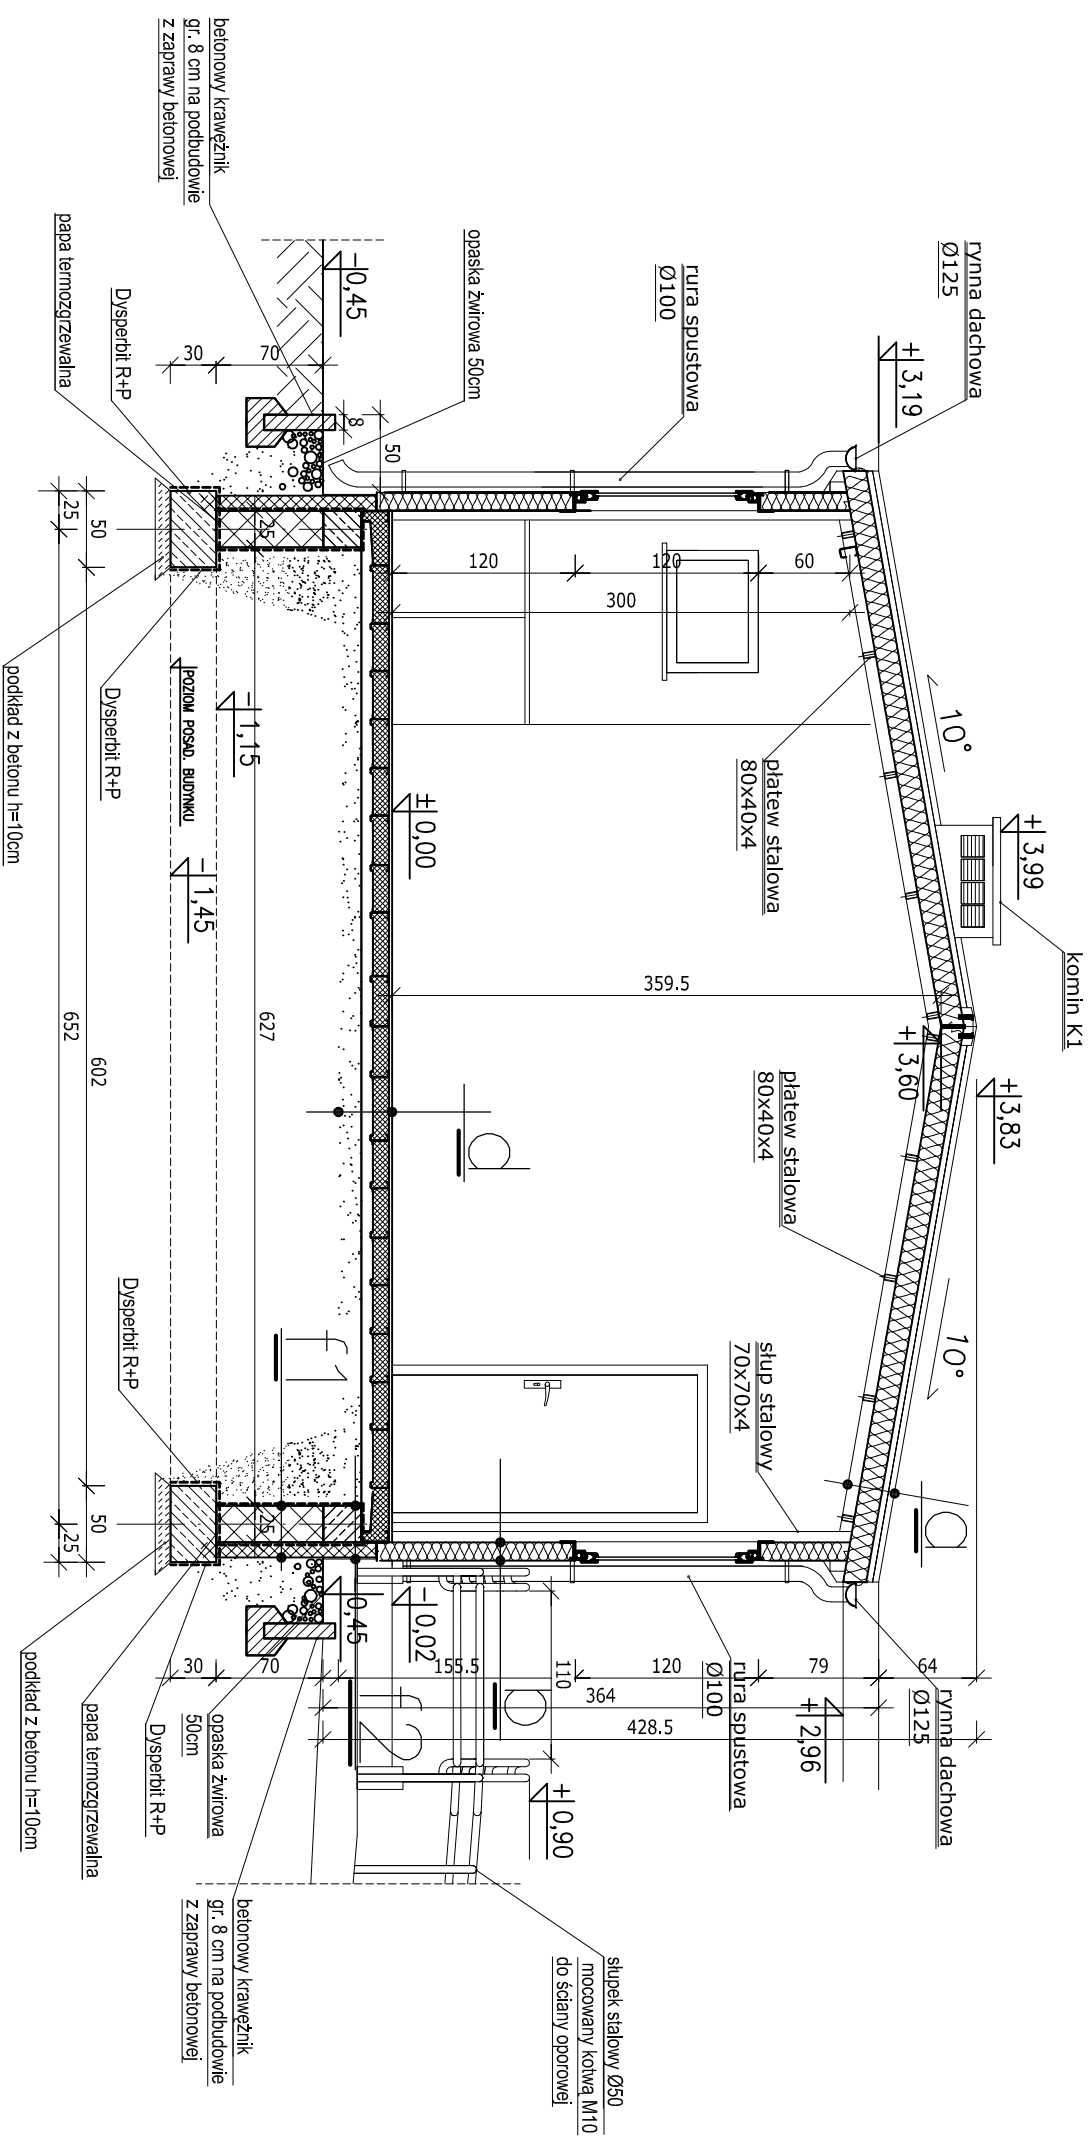 komin K1
+3,99
+3,83
rynna dachowa
Ø125
+3,19
10°
10°
+3,60
rura spustowa
Ø100
płatew stalowa
80x40x4
płatew stalowa
80x40x4
słup stalowy
70x70x4
60
120
120
300
359.5
±0,00
D
D
D
rynna dachowa
Ø125
64
79
120
110
155.5
70
30
364
428.5
+2,96
rura spustowa
Ø100
+0,90
-0,02
0,45
f2
f1
słupek stalowy Ø50
mocowany kotwą M10
do ściany oporowej
opaska żwirowa 50cm
-0,45
50
8
70
30
betonowy krawężnik
gr. 8 cm na podbudowie
z zaprawy betonowej
Dysperbit R+P
papa termozgrzewalna
25
25
-1,15
POZIOM POSAD. BUDYNKU
-1,45
627
50
602
50
25
652
25
Dysperbit R+P
podkład z betonu h=10cm
Dysperbit R+P
betonowy krawężnik
gr. 8 cm na podbudowie
z zaprawy betonowej
opaska żwirowa
50cm
Dysperbit R+P
papa termozgrzewalna
podkład z betonu h=10cm